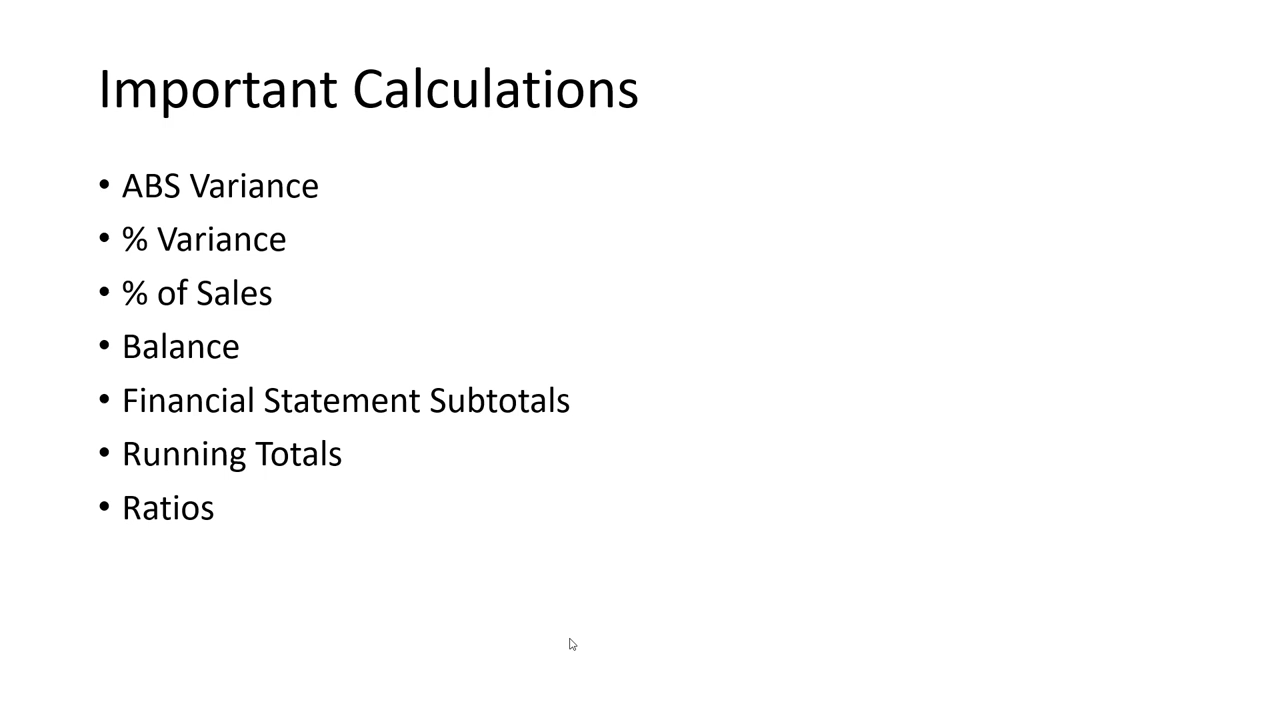 Important Calculations
• ABS Variance
• % Variance
• % of Sales
• Balance
• Financial Statement Subtotals
• Running Totals
• Ratios